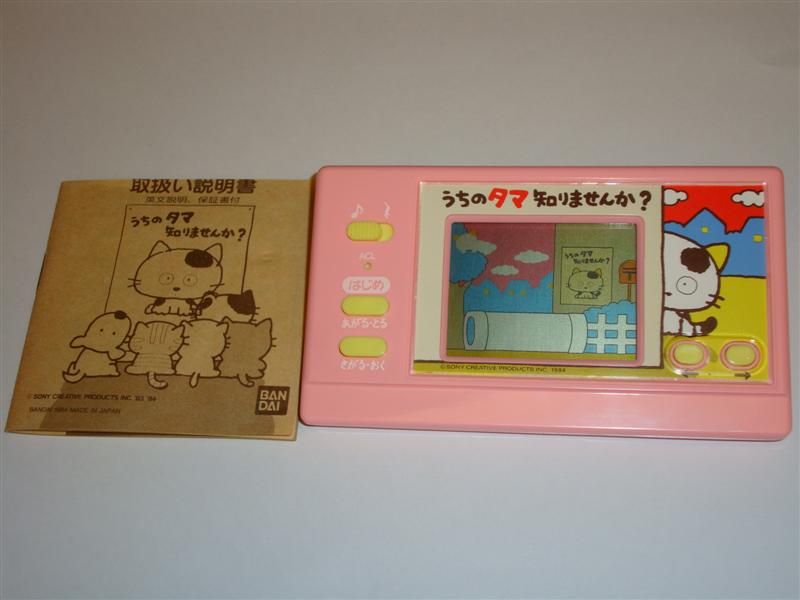 取扱い説明書
英文説明、保証書付
うちのタマ
知りませんか?
© SONY CREATIVE PRODUCTS INC. '83 '84
BANDAI 1984 MADE IN JAPAN
BAN
DAI
うちのタマ 知りませんか?
ACL
はじめ
あがる・とる
さがる・おく
うちのタマ
知りませんか?
© SONY CREATIVE PRODUCTS INC. 1984